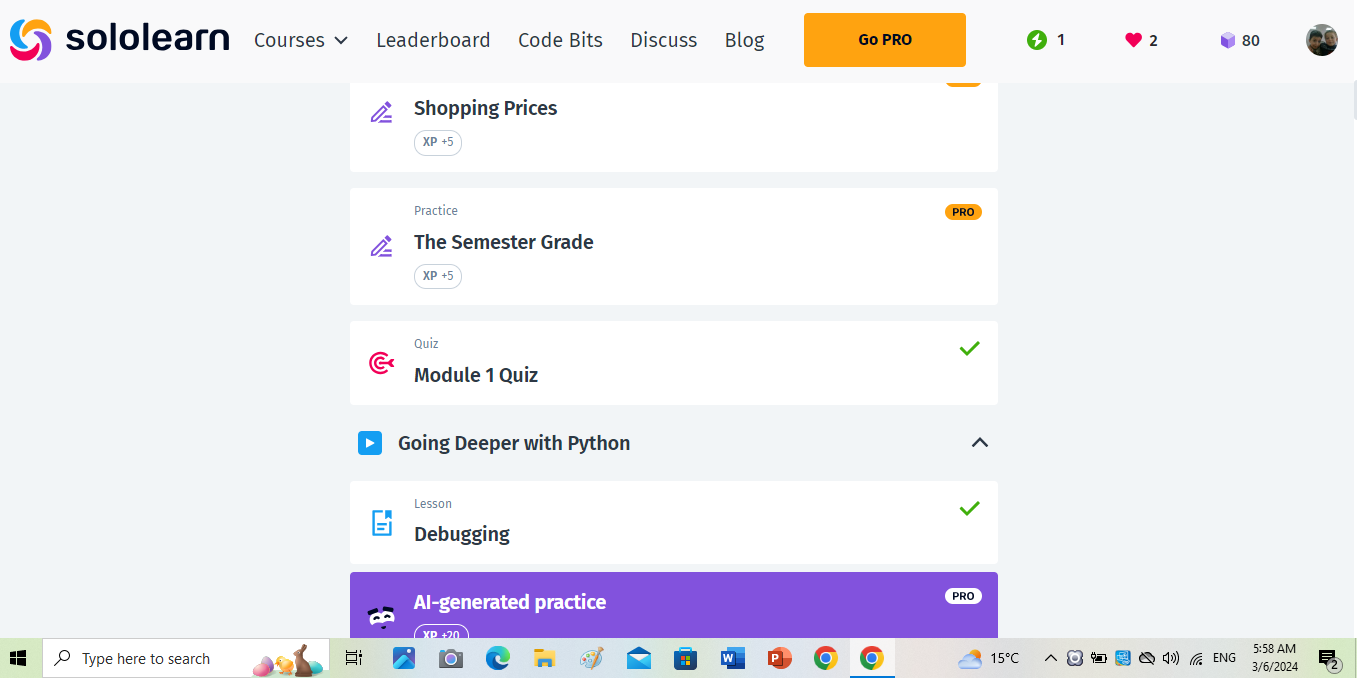 sololearn
Courses
Leaderboard
Code Bits
Discuss
Blog
Go PRO
1
2
80
Shopping Prices
XP +5
Practice
PRO
The Semester Grade
XP +5
Quiz
Module 1 Quiz
Going Deeper with Python
Lesson
Debugging
AI-generated practice
PRO
XP +20
Type here to search
15°C
ENG
5:58 AM
3/6/2024
2